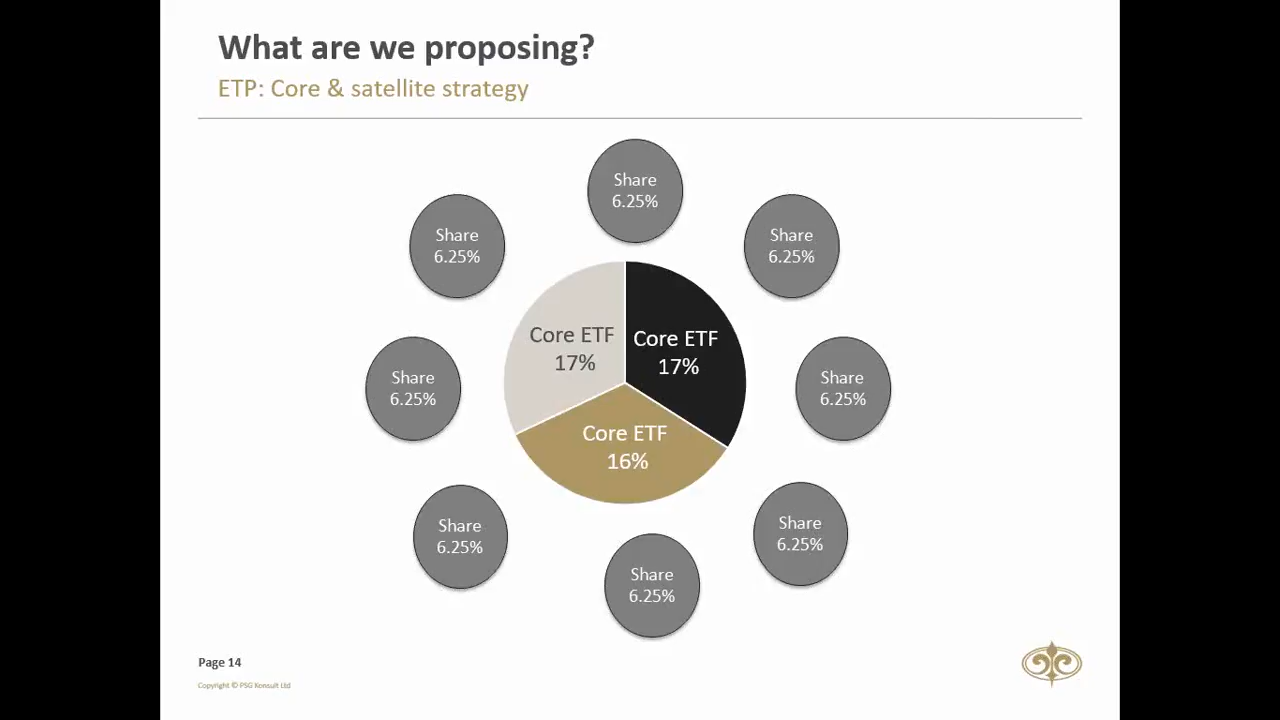 What are we proposing?
ETP: Core & satellite strategy
Share
6.25%
Share
6.25%
Share
6.25%
Core ETF
17%
Core ETF
17%
Share
6.25%
Share
6.25%
Core ETF
16%
Share
6.25%
Share
6.25%
Share
6.25%
Page 14
Copyright © PSG Konsult Ltd